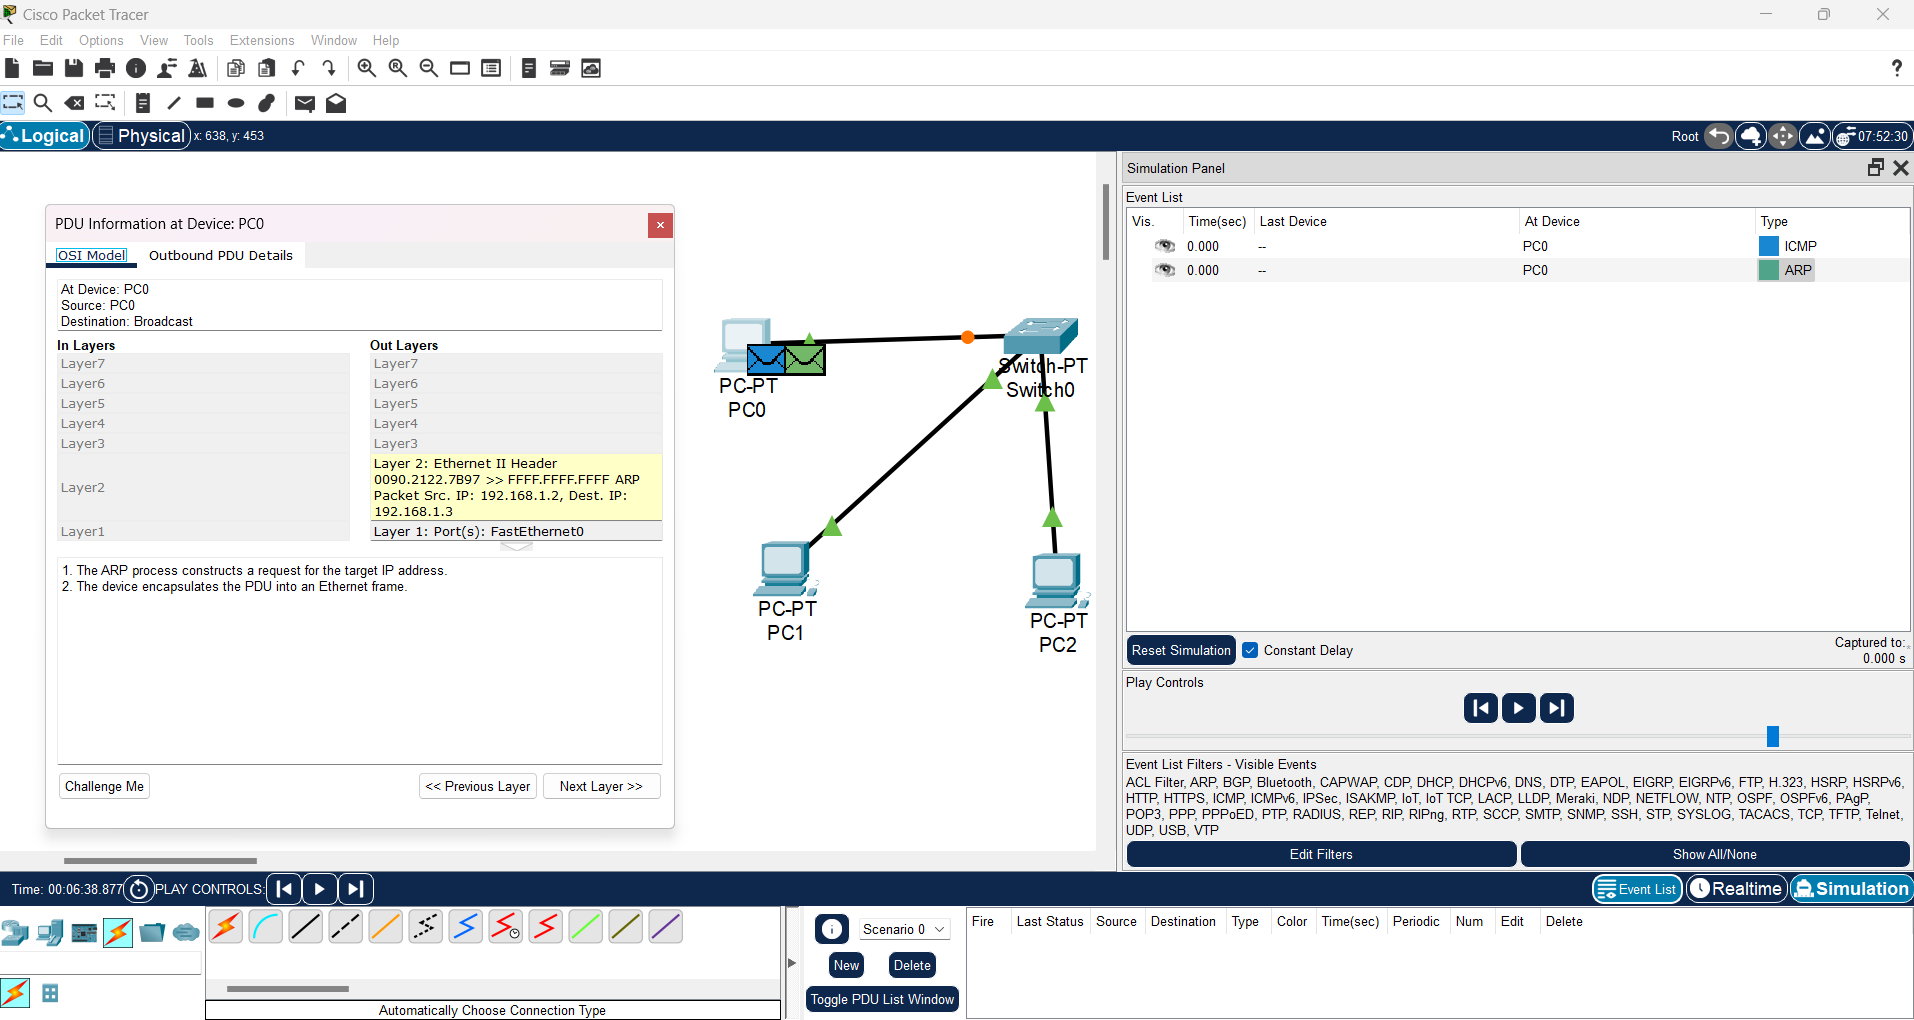 Cisco Packet Tracer
File Edit Options View Tools Extensions Window Help
?
Logical Physical x: 638, y: 453 Root 07:52:30
PDU Information at Device: PC0
OSI Model Outbound PDU Details
At Device: PC0
Source: PC0
Destination: Broadcast
In Layers Out Layers
Layer7 Layer7
Layer6 Layer6
Layer5 Layer5
Layer4 Layer4
Layer3 Layer3
Layer2
Layer 2: Ethernet II Header
0090.2122.7B97 >> FFFF.FFFF.FFFF ARP
Packet Src. IP: 192.168.1.2, Dest. IP:
192.168.1.3
Layer1 Layer 1: Port(s): FastEthernet0
1. The ARP process constructs a request for the target IP address.
2. The device encapsulates the PDU into an Ethernet frame.
Challenge Me << Previous Layer Next Layer >>
PC-PT
PC0
Switch-PT
Switch0
PC-PT
PC1
PC-PT
PC2
Simulation Panel
Event List
Vis. Time(sec) Last Device At Device Type
0.000 -- PC0 ICMP
0.000 -- PC0 ARP
Reset Simulation Constant Delay
Captured to:
0.000 s
Play Controls
Event List Filters - Visible Events
ACL Filter, ARP, BGP, Bluetooth, CAPWAP, CDP, DHCP, DHCPv6, DNS, DTP, EAPOL, EIGRP, EIGRPv6, FTP, H.323, HSRP, HSRPv6,
HTTP, HTTPS, ICMP, ICMPv6, IPSec, ISAKMP, IoT, IoT TCP, LACP, LLDP, Meraki, NDP, NETFLOW, NTP, OSPF, OSPFv6, PAgP,
POP3, PPP, PPPoED, PTP, RADIUS, REP, RIP, RIPng, RTP, SCCP, SMTP, SNMP, SSH, STP, SYSLOG, TACACS, TCP, TFTP, Telnet,
UDP, USB, VTP
Edit Filters Show All/None
Time: 00:06:38.877 PLAY CONTROLS: Event List Realtime Simulation
Automatically Choose Connection Type
Scenario 0
New Delete
Toggle PDU List Window
Fire Last Status Source Destination Type Color Time(sec) Periodic Num Edit Delete